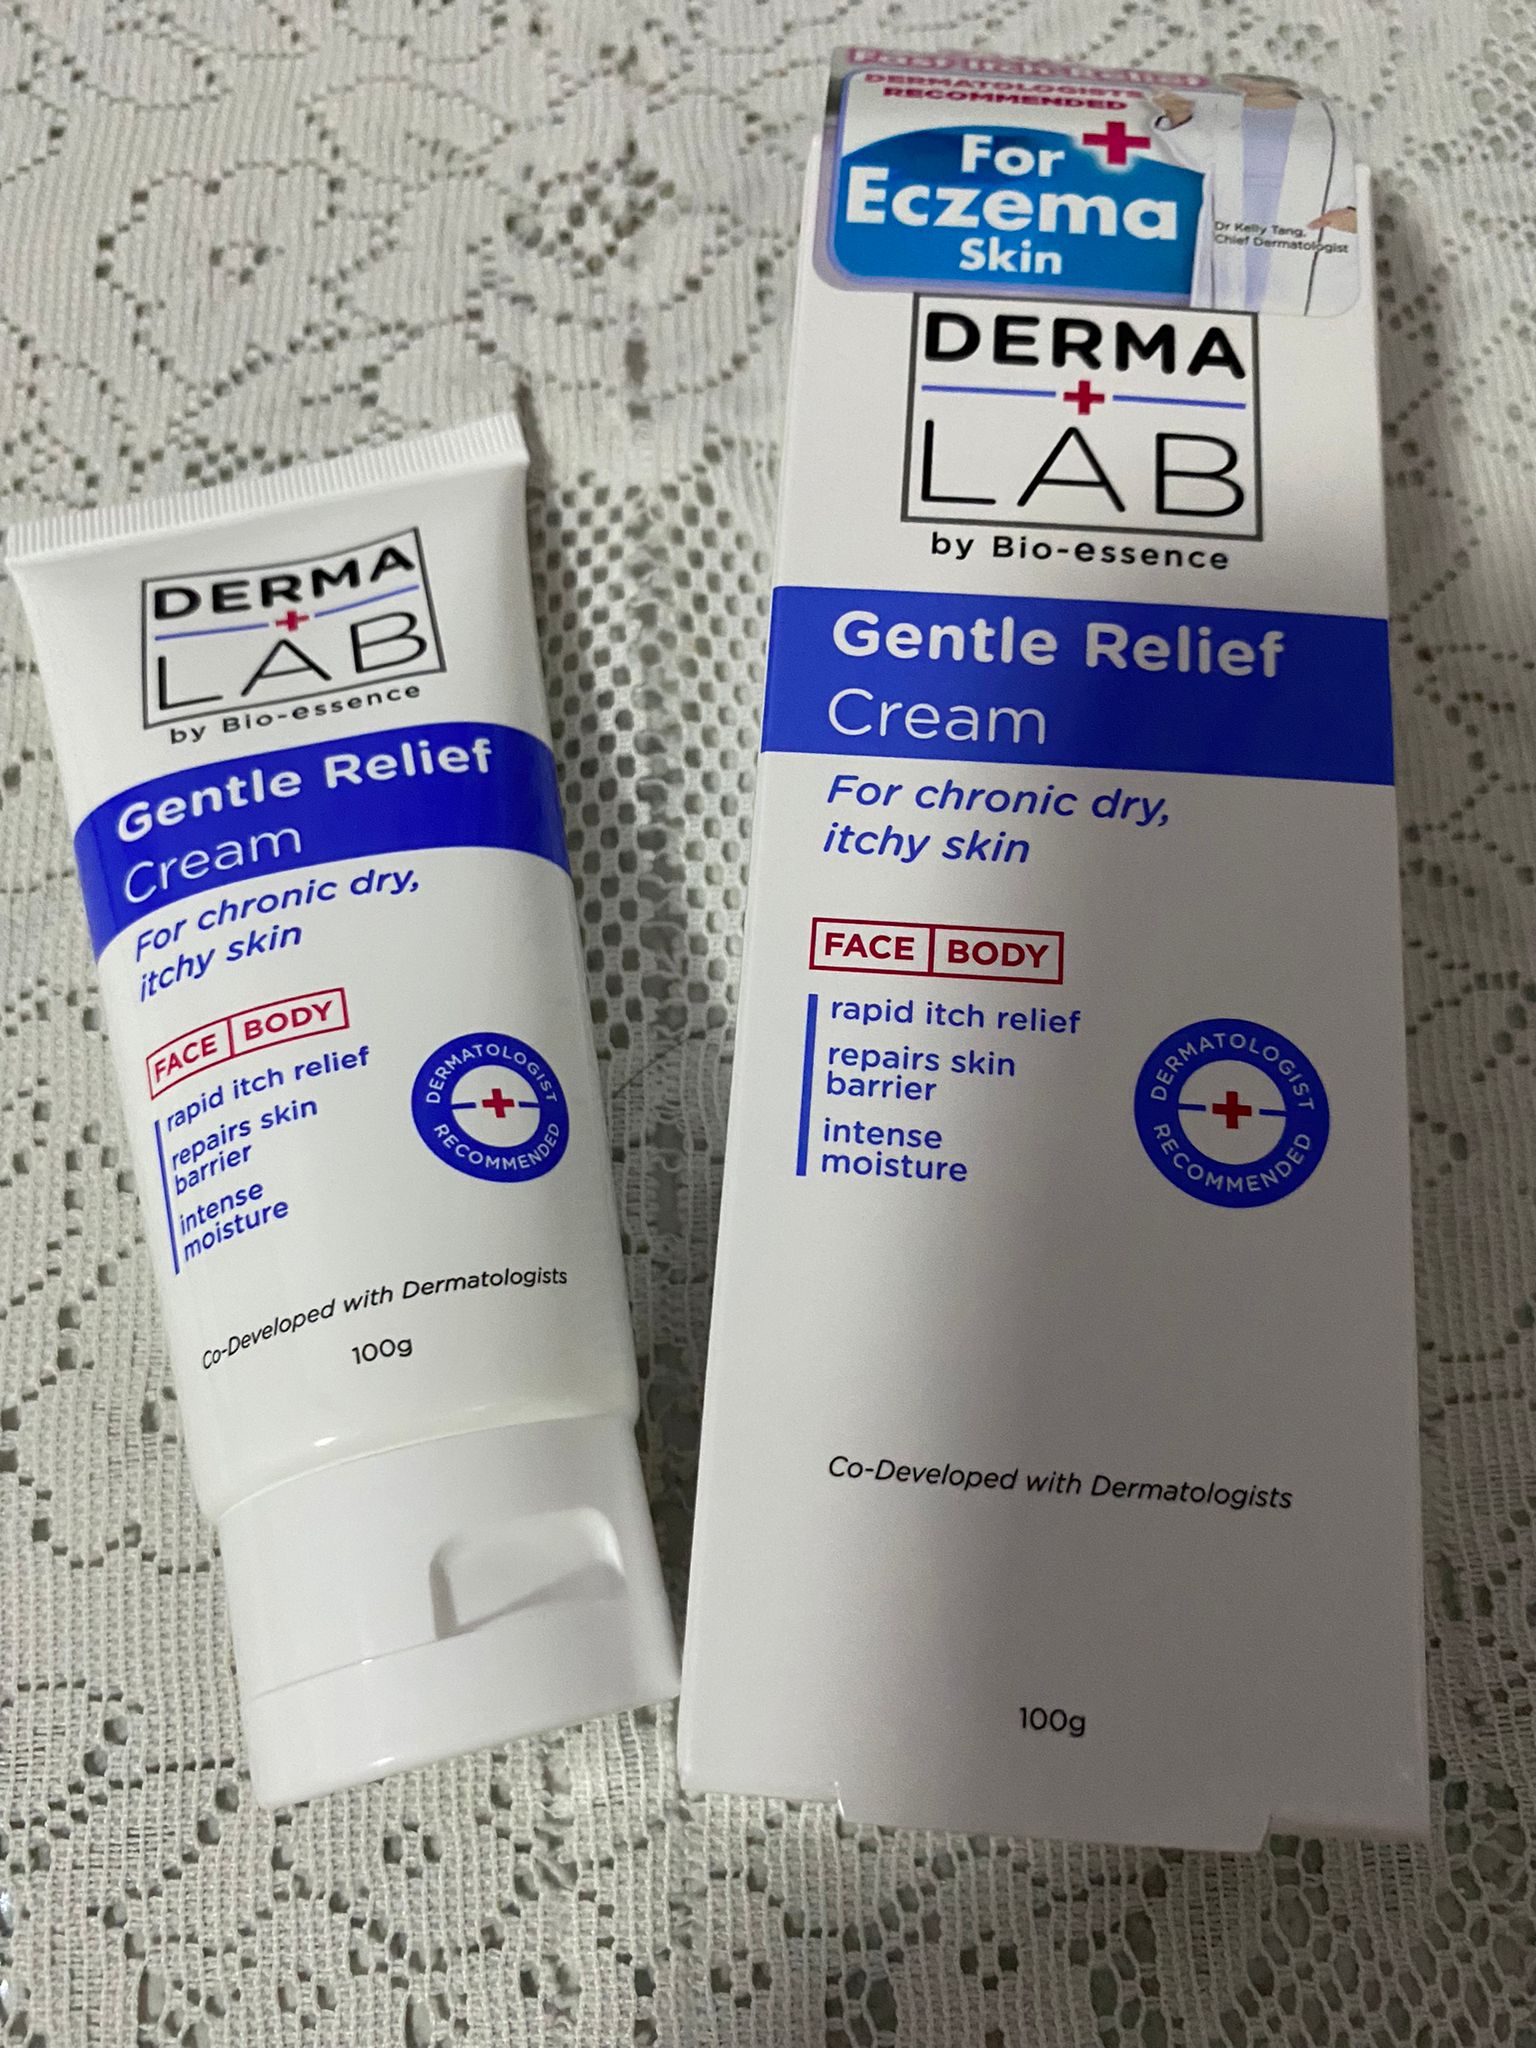 DERMA
LAB
by Bio-essence
Gentle Relief
Cream
For chronic dry,
itchy skin
FACE BODY
rapid itch relief
repairs skin
barrier
intense
moisture
DERMATOLOGIST
RECOMMENDED
Co-Developed with Dermatologists
100g
Fast Itch Relief
DERMATOLOGISTS
RECOMMENDED
For
Eczema
Skin
Dr Kelly Tang,
Chief Dermatologist
DERMA
LAB
by Bio-essence
Gentle Relief
Cream
For chronic dry,
itchy skin
FACE BODY
rapid itch relief
repairs skin
barrier
intense
moisture
DERMATOLOGIST
RECOMMENDED
Co-Developed with Dermatologists
100g